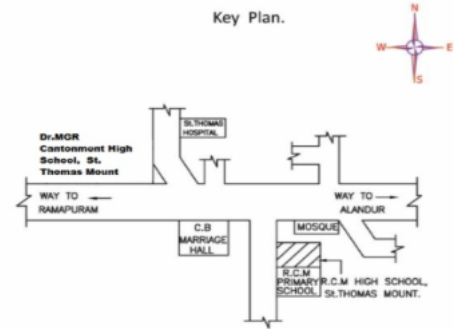 Key Plan.
N
W
E
S
ST.THOMAS
HOSPITAL
Dr.MGR
Cantonment High
School, St.
Thomas Mount
WAY TO
RAMAPURAM
WAY TO
ALANDUR
C.B
MARRIAGE
HALL
MOSQUE
R.C.M
PRIMARY
SCHOOL
R.C.M HIGH SCHOOL,
St.THOMAS MOUNT.